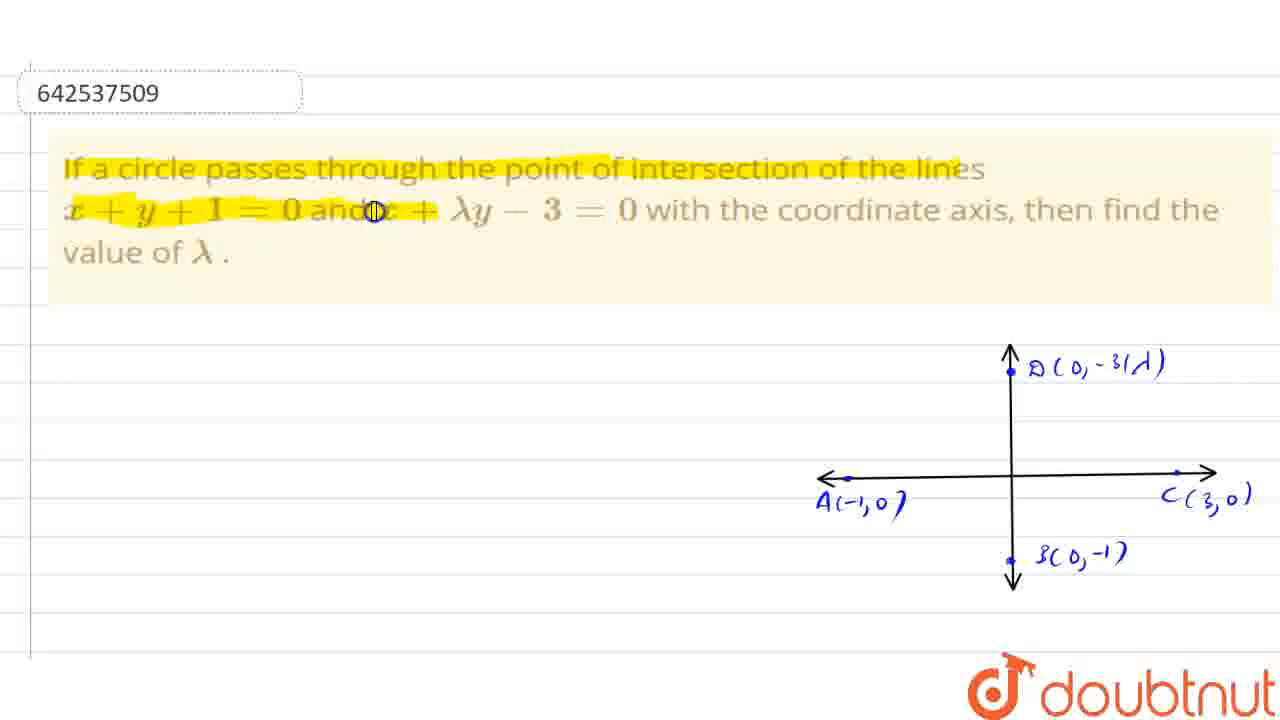 642537509
If a circle passes through the point of intersection of the lines
x + y + 1 = 0 and x + λy − 3 = 0 with the coordinate axis, then find the
value of λ .
D(0, -3(λ)
A(-1,0)
C(3,0)
B(0,-1)
doubtnut